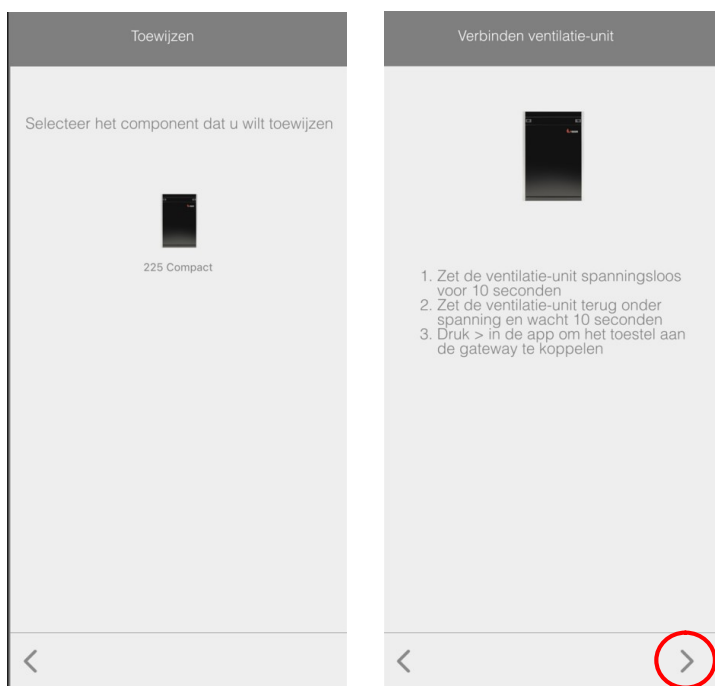 Toewijzen
Selecteer het component dat u wilt toewijzen
225 Compact
Verbinden ventilatie-unit
1. Zet de ventilatie-unit spanningsloos
voor 10 seconden
2. Zet de ventilatie-unit terug onder
spanning en wacht 10 seconden
3. Druk > in de app om het toestel aan
de gateway te koppelen